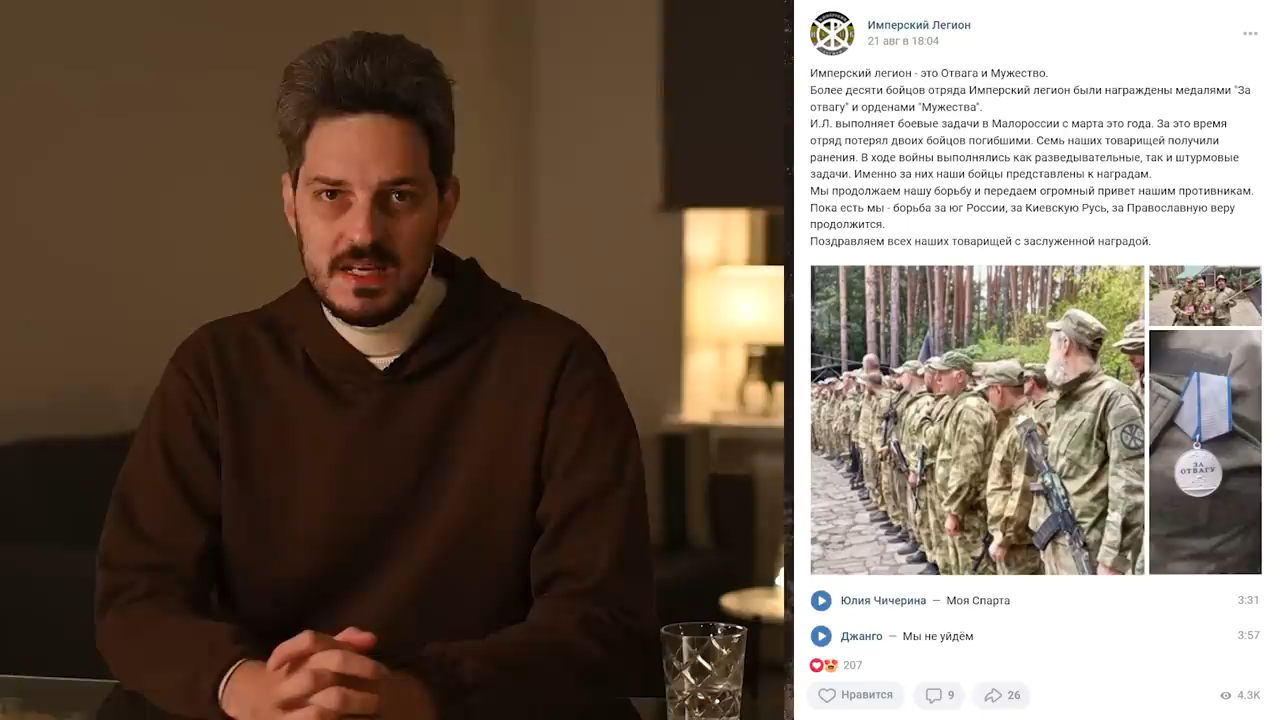 Имперский Легион
21 авг в 18:04
Имперский легион - это Отвага и Мужество.
Более десяти бойцов отряда Имперский легион были награждены медалями "За
отвагу" и орденами "Мужества".
И.Л. выполняет боевые задачи в Малороссии с марта это года. За это время
отряд потерял двоих бойцов погибшими. Семь наших товарищей получили
ранения. В ходе войны выполнялись как разведывательные, так и штурмовые
задачи. Именно за них наши бойцы представлены к наградам.
Мы продолжаем нашу борьбу и передаем огромный привет нашим противникам.
Пока есть мы - борьба за юг России, за Киевскую Русь, за Православную веру
продолжится.
Поздравляем всех наших товарищей с заслуженной наградой.
ЗА
ОТВАГУ
Юлия Чичерина — Моя Спарта 3:31
Джанго — Мы не уйдём 3:57
207
Нравится 9 26 4.3K